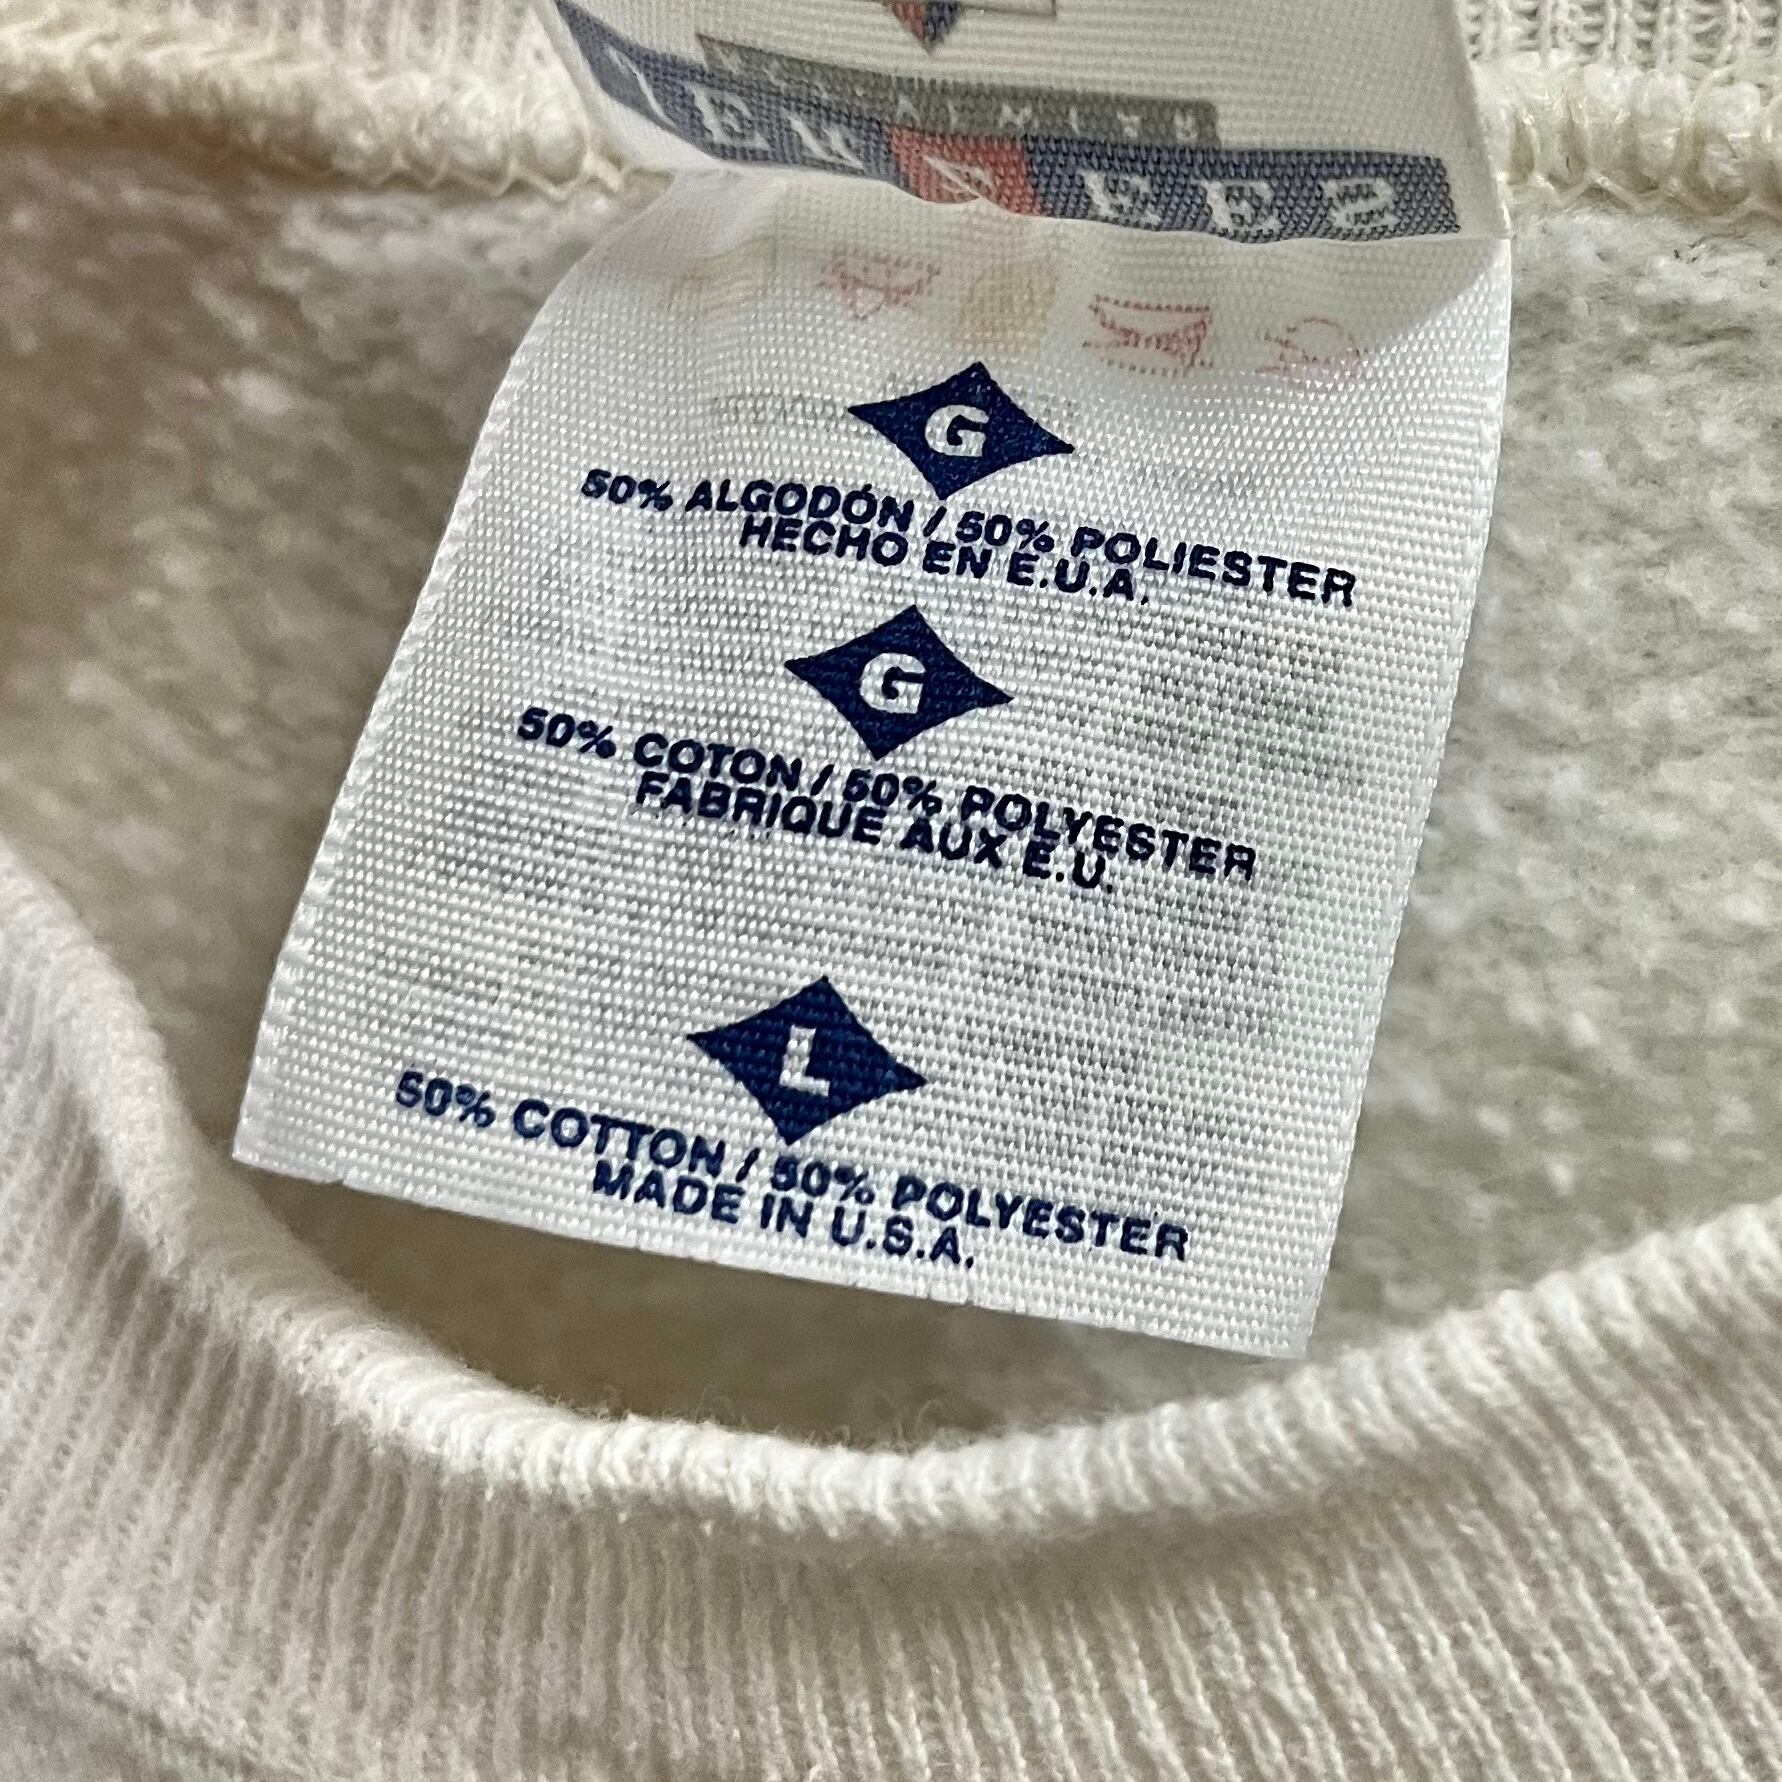 G
50% ALGODÓN / 50% POLIESTER
HECHO EN E.U.A.
G
50% COTON / 50% POLYESTER
FABRIQUE AUX E.U.
L
50% COTTON / 50% POLYESTER
MADE IN U.S.A.